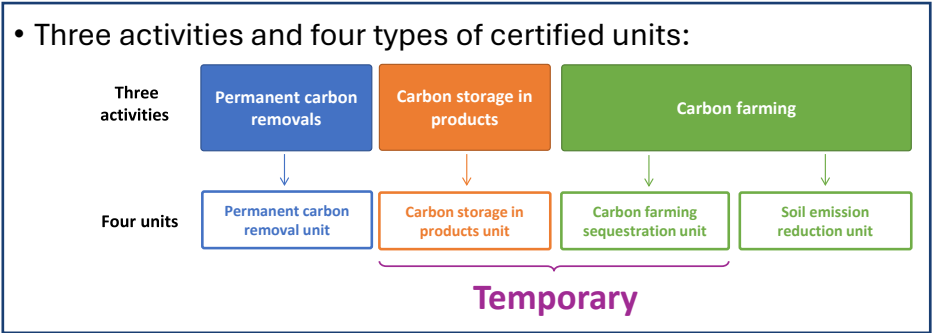 • Three activities and four types of certified units:
Three
activities
Permanent carbon
removals
Carbon storage in
products
Carbon farming
Four units
Permanent carbon
removal unit
Carbon storage in
products unit
Carbon farming
sequestration unit
Soil emission
reduction unit
Temporary